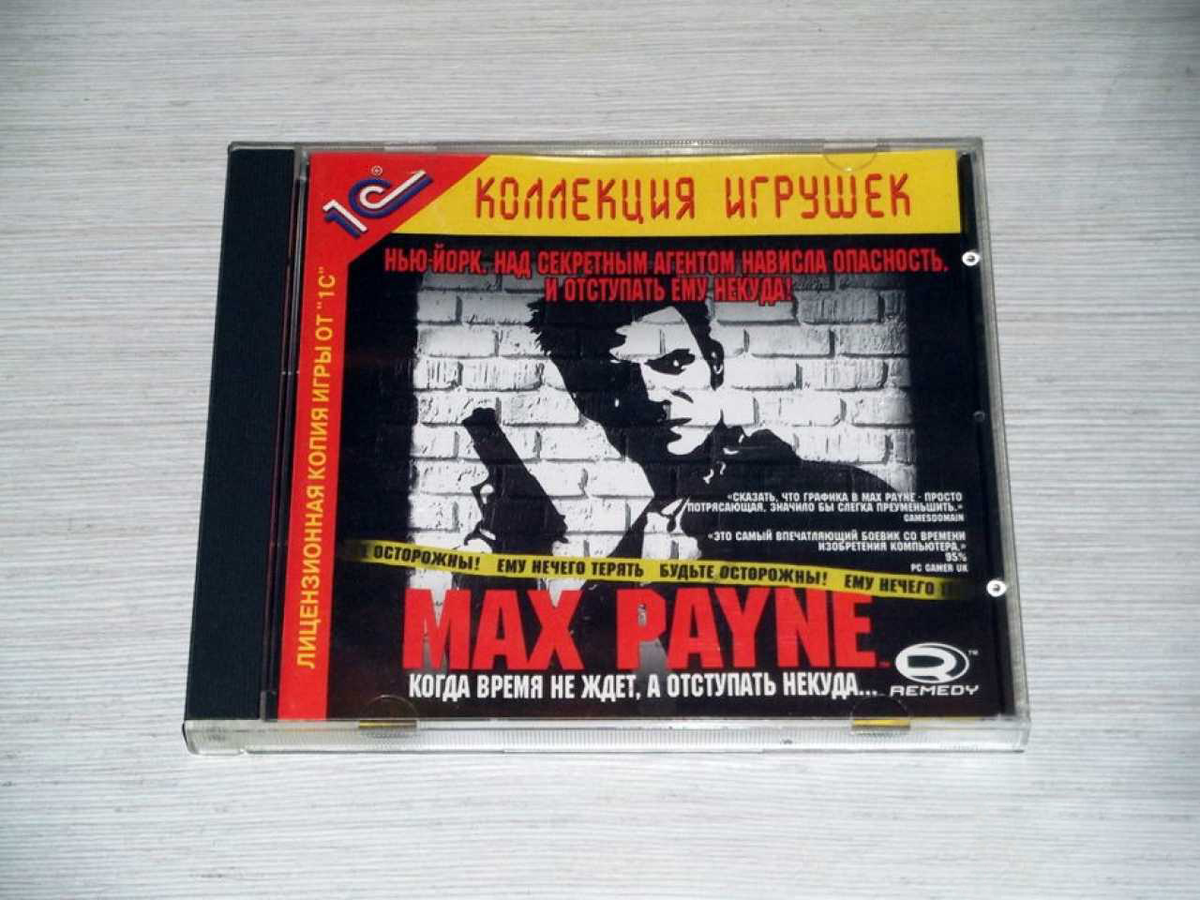 1С
КОЛЛЕКЦИЯ ИГРУШЕК
ЛИЦЕНЗИОННАЯ КОПИЯ ИГРЫ ОТ "1С"
НЬЮ-ЙОРК. НАД СЕКРЕТНЫМ АГЕНТОМ НАВИСЛА ОПАСНОСТЬ.
И ОТСТУПАТЬ ЕМУ НЕКУДА!
«СКАЗАТЬ, ЧТО ГРАФИКА В MAX PAYNE - ПРОСТО
ПОТРЯСАЮЩАЯ, ЗНАЧИЛО БЫ СЛЕГКА ПРЕУМЕНЬШИТЬ.»
GAMESDOMAIN
«ЭТО САМЫЙ ВПЕЧАТЛЯЮЩИЙ БОЕВИК СО ВРЕМЕНИ
ИЗОБРЕТЕНИЯ КОМПЬЮТЕРА.»
95%
PC GAMER UK
ОСТОРОЖНЫ! ЕМУ НЕЧЕГО ТЕРЯТЬ БУДЬТЕ ОСТОРОЖНЫ! ЕМУ НЕЧЕГО
MAX PAYNE™
КОГДА ВРЕМЯ НЕ ЖДЕТ, А ОТСТУПАТЬ НЕКУДА...
R™
REMEDY